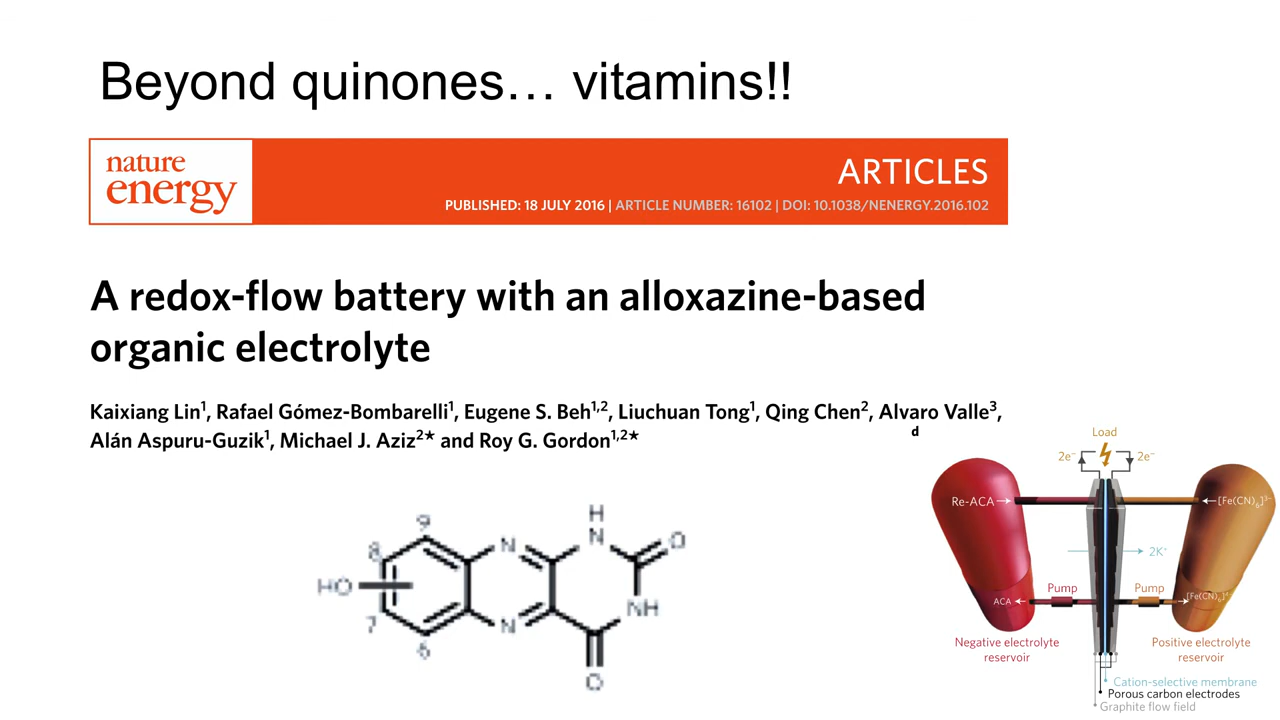 Beyond quinones… vitamins!!
nature
energy
ARTICLES
PUBLISHED: 18 JULY 2016 | ARTICLE NUMBER: 16102 | DOI: 10.1038/NENERGY.2016.102
A redox-flow battery with an alloxazine-based
organic electrolyte
Kaixiang Lin¹, Rafael Gómez-Bombarelli¹, Eugene S. Beh¹,², Liuchuan Tong¹, Qing Chen², Alvaro Valle³,
Alán Aspuru-Guzik¹, Michael J. Aziz²★ and Roy G. Gordon¹,²★
d
Load
2e⁻
2e⁻
Re-ACA
[Fe(CN)₆]³⁻
2K⁺
Pump
Pump
ACA
[Fe(CN)₆]⁴⁻
Negative electrolyte
reservoir
Positive electrolyte
reservoir
Cation-selective membrane
Porous carbon electrodes
Graphite flow field
9
8
7
6
HO
N
N
H
N
O
NH
O